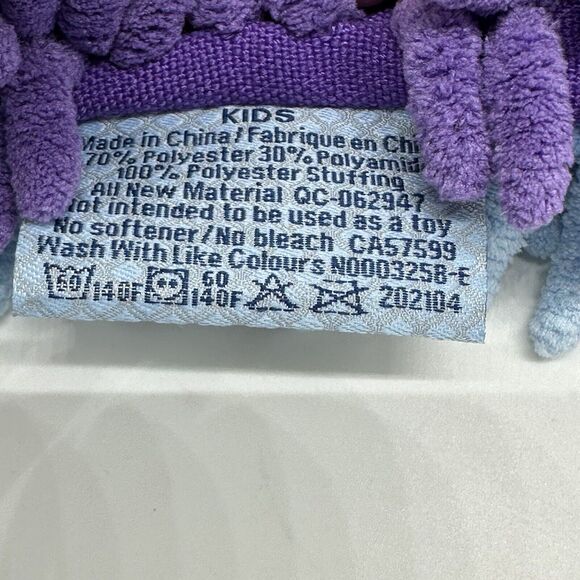 KIDS
Made in China / Fabrique en Chi
70% Polyester 30% Polyamid
100% Polyester Stuffing
All New Material QC-062947
Not intended to be used as a toy
No softener/No bleach CA57599
Wash With Like Colours N0003258-E
60 140F 60 140F 202104